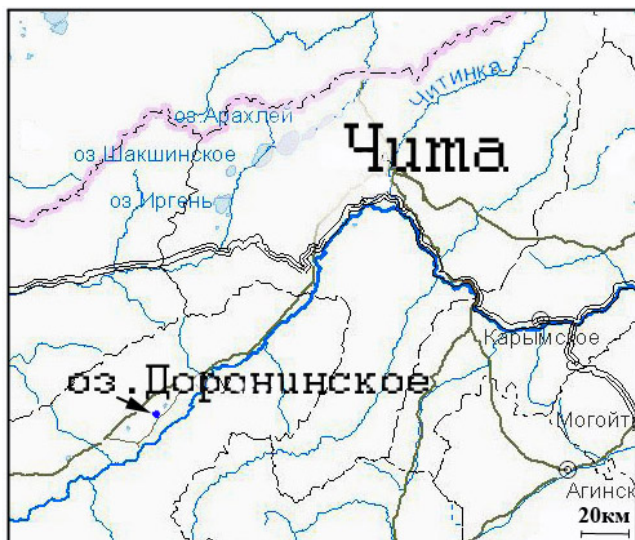 Читинка
оз.Арахлей
Чита
оз.Шакшинское
оз.Иргень
Карымское
оз.Доронинское
Могойт
Агинск
20км